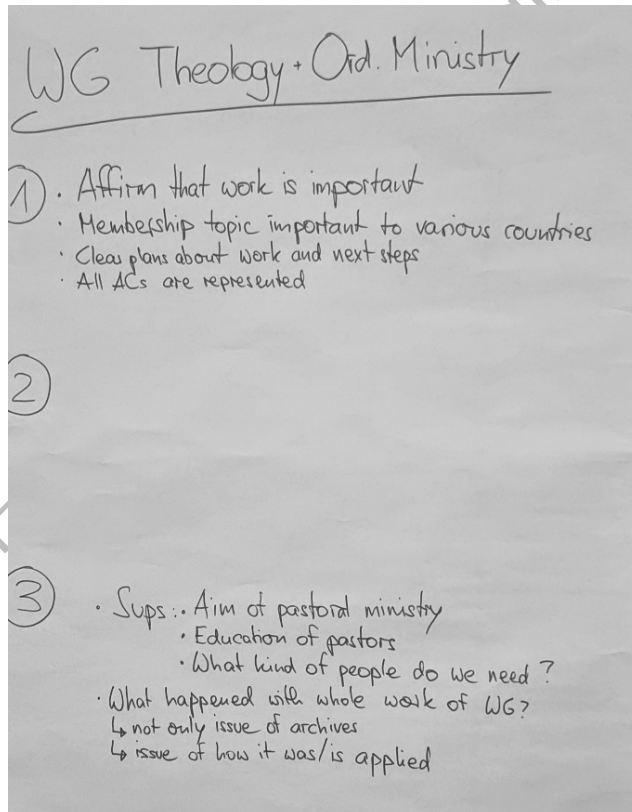 WG Theology + Ord. Ministry
① · Affirm that work is important
· Membership topic important to various countries
· Clear plans about work and next steps
· All ACs are represented
②
③ · Sups: · Aim of pastoral ministry
· Education of pastors
· What kind of people do we need?
· What happened with whole work of WG?
↳ not only issue of archives
↳ issue of how it was/is applied